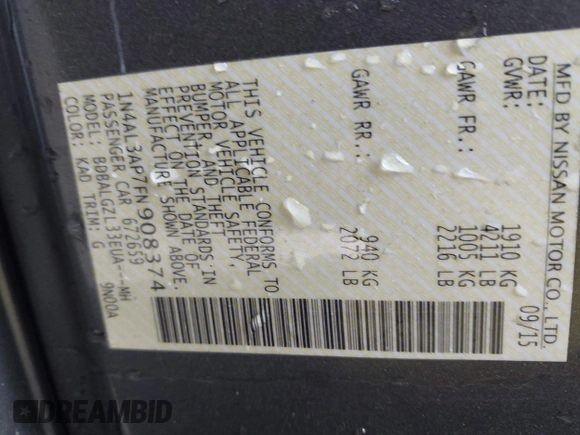 MFD BY NISSAN MOTOR CO., LTD.
DATE: 09/15
GVWR: 1910 KG
4211 LB
GAWR FR.: 1005 KG
2216 LB
GAWR RR.: 940 KG
2072 LB
THIS VEHICLE CONFORMS TO
ALL APPLICABLE FEDERAL
MOTOR VEHICLE SAFETY,
BUMPER AND THEFT
PREVENTION STANDARDS IN
EFFECT ON THE DATE OF
MANUFACTURE SHOWN ABOVE.
1N4AL3AP7FN908374
PASSENGER CAR 672659
MODEL: BDBALGZL33EUA---MH
COLOR: KAD TRIM: G 9N00A
DREAMBID